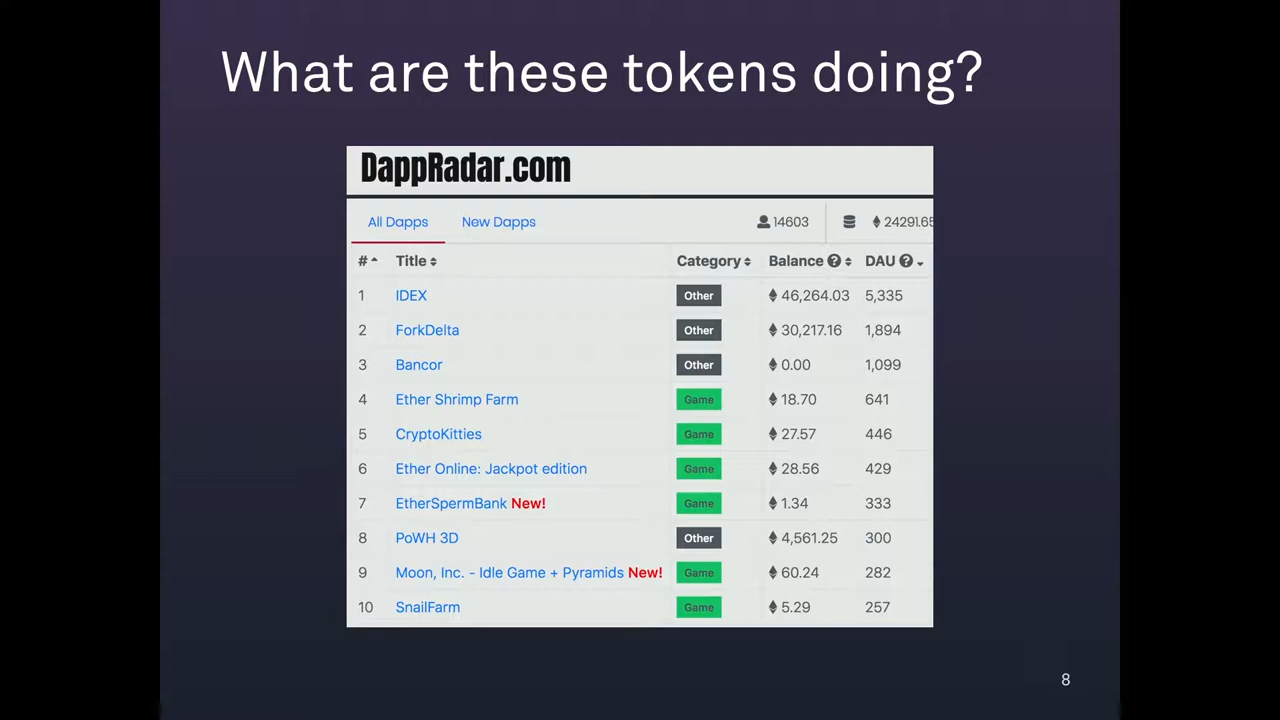 What are these tokens doing?
DappRadar.com
All Dapps New Dapps 14603 24291.65
# Title Category Balance DAU
1 IDEX Other 46,264.03 5,335
2 ForkDelta Other 30,217.16 1,894
3 Bancor Other 0.00 1,099
4 Ether Shrimp Farm Game 18.70 641
5 CryptoKitties Game 27.57 446
6 Ether Online: Jackpot edition Game 28.56 429
7 EtherSpermBank New! Game 1.34 333
8 PoWH 3D Other 4,561.25 300
9 Moon, Inc. - Idle Game + Pyramids New! Game 60.24 282
10 SnailFarm Game 5.29 257
8